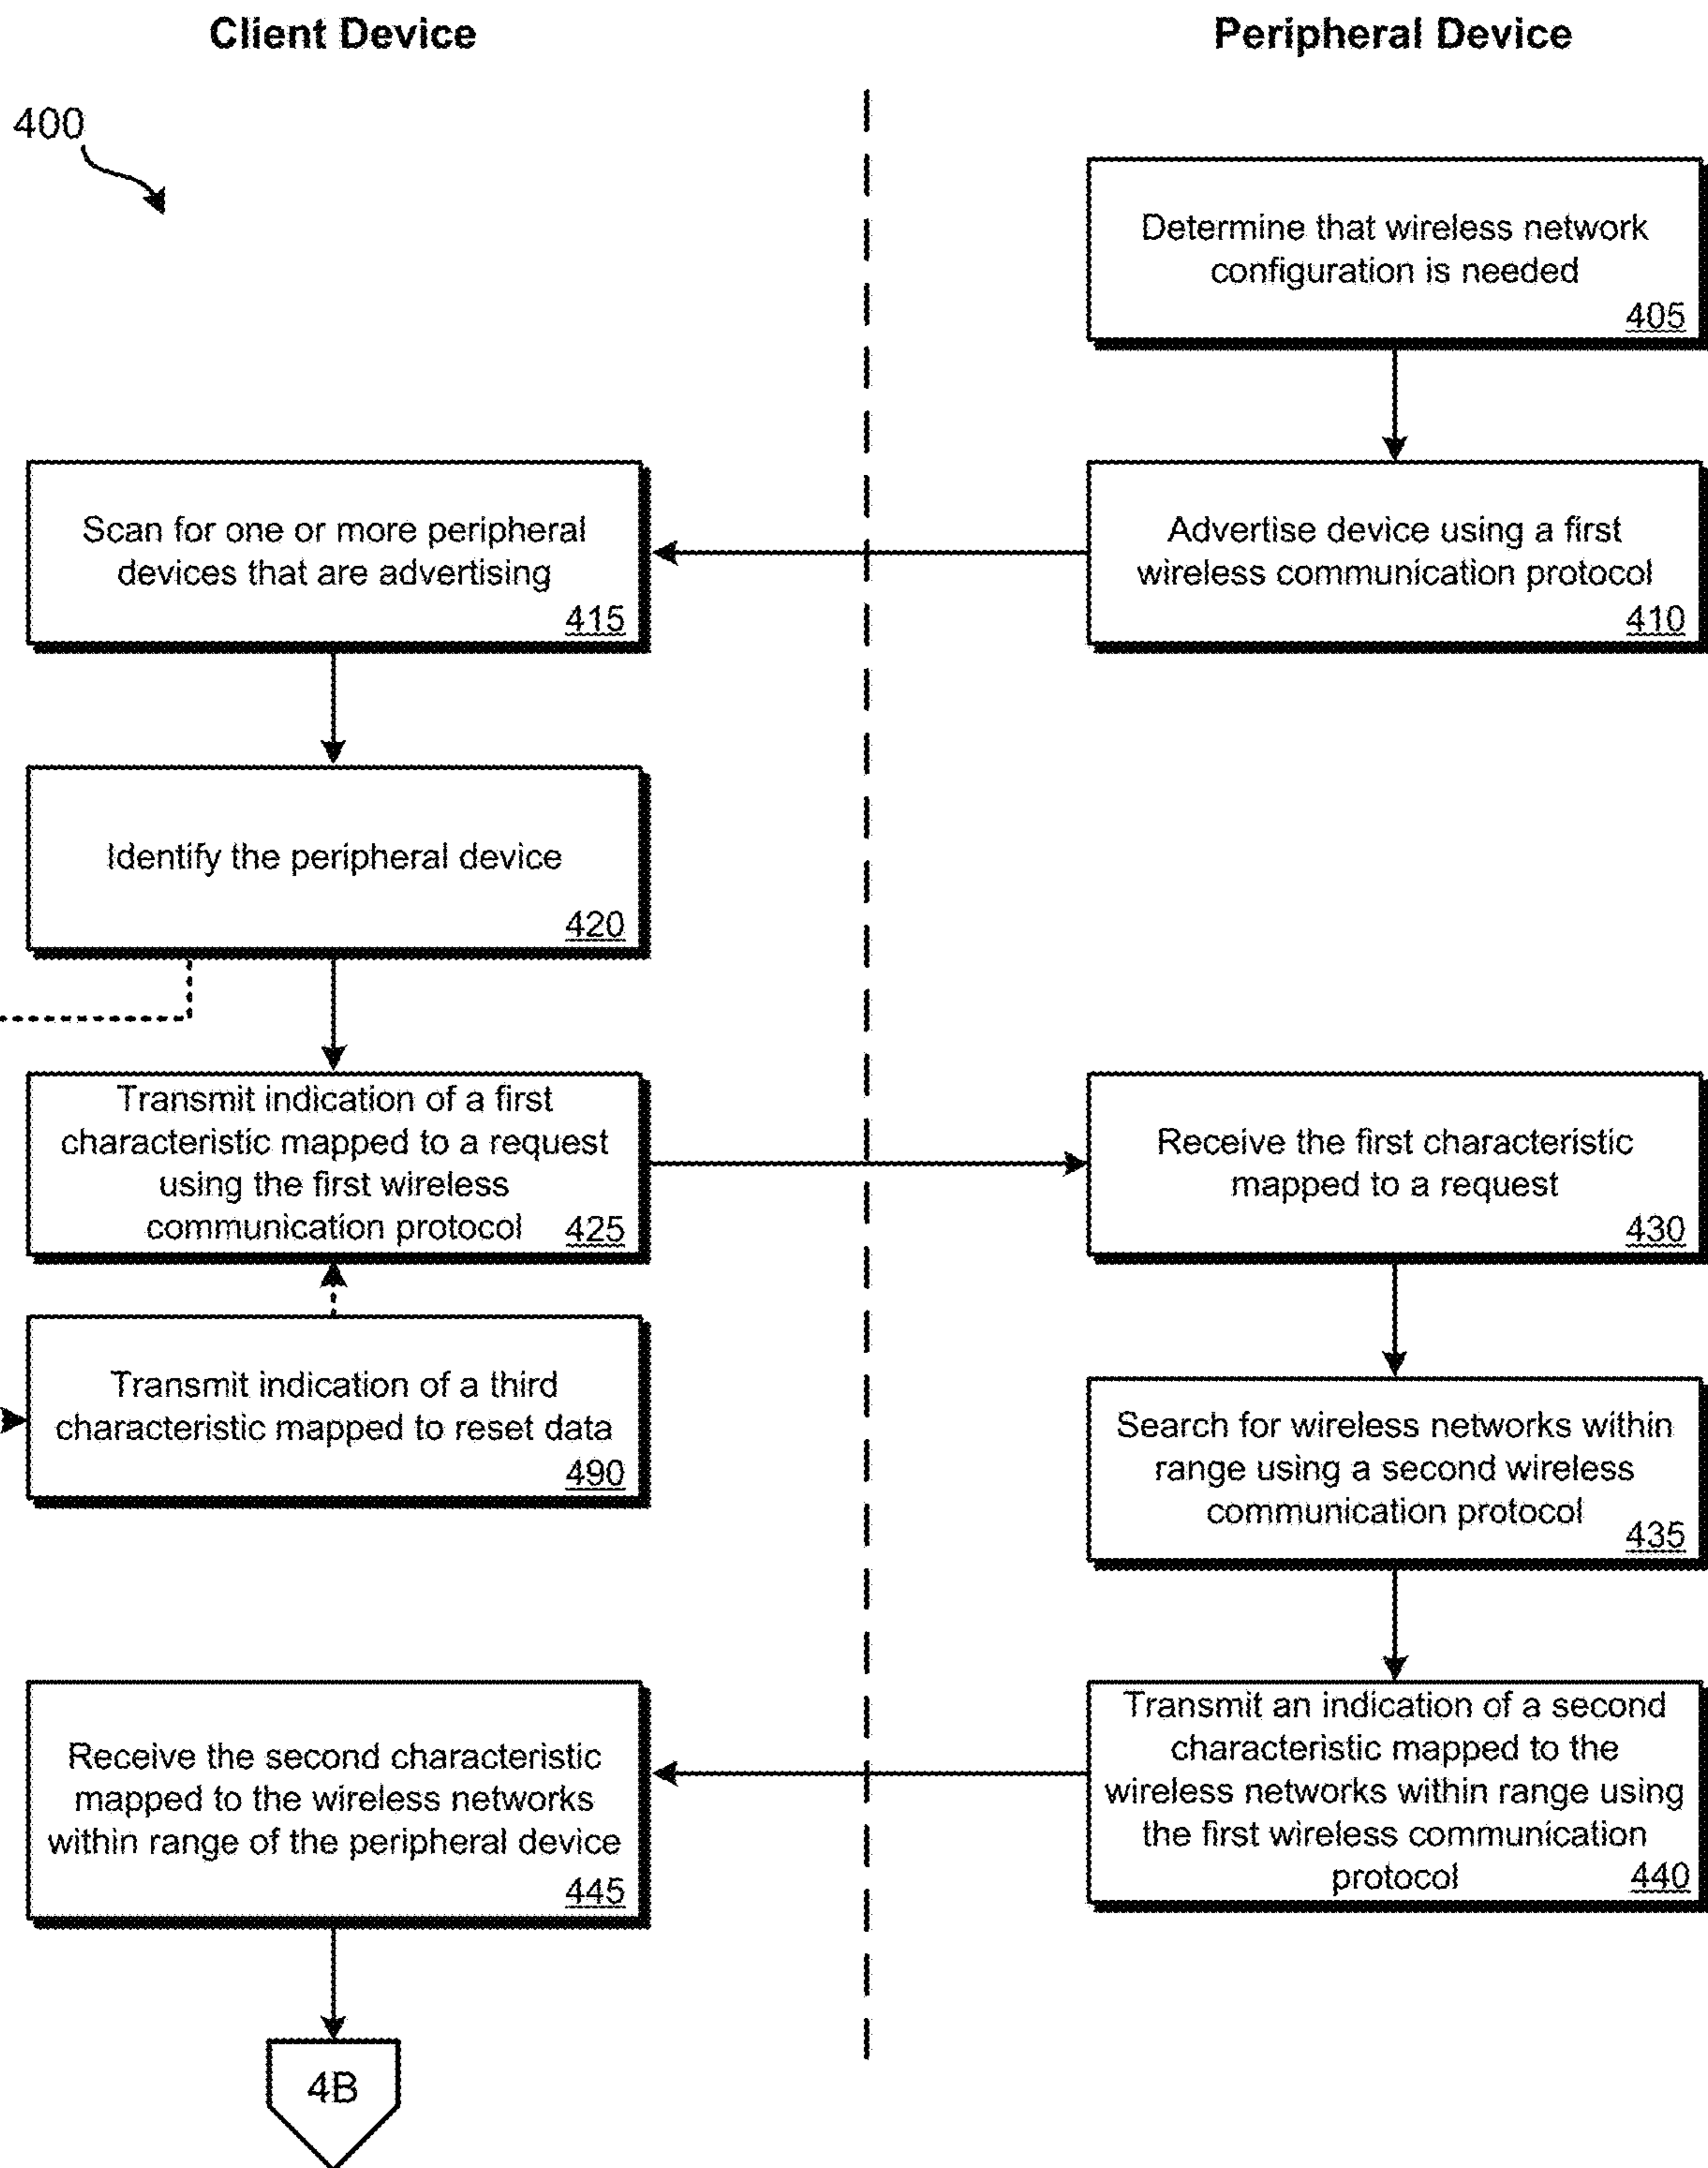 Client Device
Peripheral Device
400
Determine that wireless network
configuration is needed
405
Scan for one or more peripheral
devices that are advertising
415
Advertise device using a first
wireless communication protocol
410
Identify the peripheral device
420
Transmit indication of a first
characteristic mapped to a request
using the first wireless
communication protocol
425
Receive the first characteristic
mapped to a request
430
Transmit indication of a third
characteristic mapped to reset data
490
Search for wireless networks within
range using a second wireless
communication protocol
435
Receive the second characteristic
mapped to the wireless networks
within range of the peripheral device
445
Transmit an indication of a second
characteristic mapped to the
wireless networks within range using
the first wireless communication
protocol
440
4B